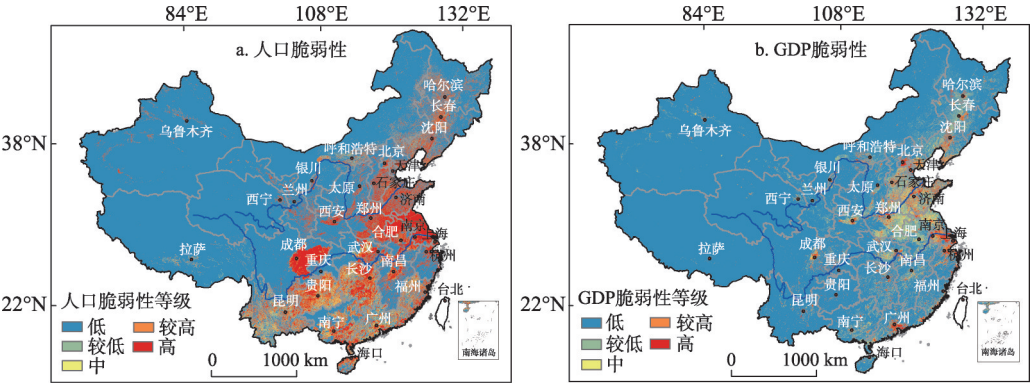 84°E 108°E 132°E
a. 人口脆弱性
哈尔滨
长春
沈阳
乌鲁木齐
38°N
呼和浩特 北京
天津
银川
石家庄
太原
济南
西宁 兰州
西安 郑州
南京
合肥 上海
杭州
拉萨
成都
武汉
重庆
长沙 南昌
贵阳
福州
昆明
台北
22°N
南宁 广州
海口
人口脆弱性等级
低 较高
较低 高
中
0 1000 km
南海诸岛
84°E 108°E 132°E
b. GDP脆弱性
哈尔滨
长春
沈阳
乌鲁木齐
38°N
呼和浩特 北京
天津
银川
石家庄
太原
济南
西宁 兰州
西安 郑州
南京
合肥 上海
杭州
拉萨
成都
武汉
重庆
长沙 南昌
贵阳
福州
昆明
台北
22°N
南宁 广州
海口
GDP脆弱性等级
低 较高
较低 高
中
0 1000 km
南海诸岛